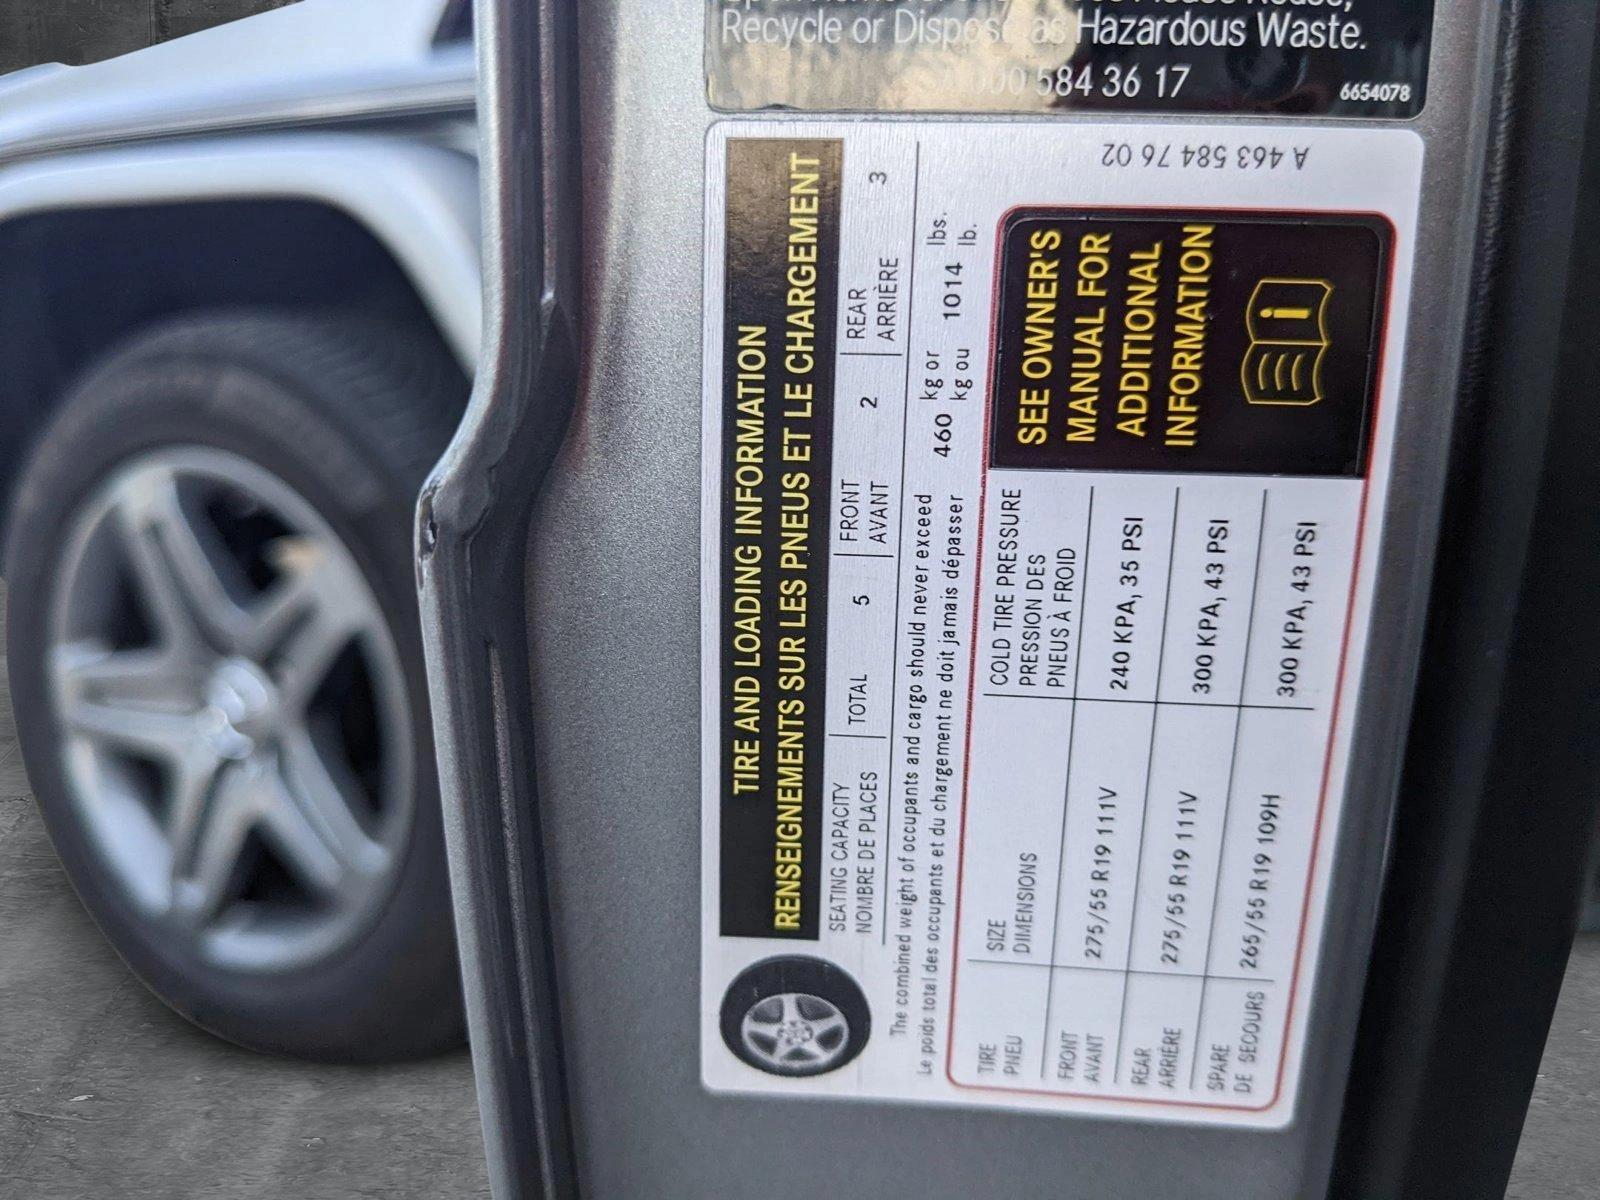 Recycle or Dispose as Hazardous Waste.
000 584 36 17
6654078
A 463 584 76 02
TIRE AND LOADING INFORMATION
RENSEIGNEMENTS SUR LES PNEUS ET LE CHARGEMENT
SEATING CAPACITY TOTAL 5 FRONT 2 REAR 3
NOMBRE DE PLACES AVANT ARRIÈRE
The combined weight of occupants and cargo should never exceed 460 kg or 1014 lbs.
Le poids total des occupants et du chargement ne doit jamais dépasser kg ou lb.
TIRE SIZE COLD TIRE PRESSURE
PNEU DIMENSIONS PRESSION DES
PNEUS À FROID
FRONT 275/55 R19 111V 240 KPA, 35 PSI
AVANT
REAR 275/55 R19 111V 300 KPA, 43 PSI
ARRIÈRE
SPARE 265/55 R19 109H 300 KPA, 43 PSI
DE SECOURS
SEE OWNER'S
MANUAL FOR
ADDITIONAL
INFORMATION
i